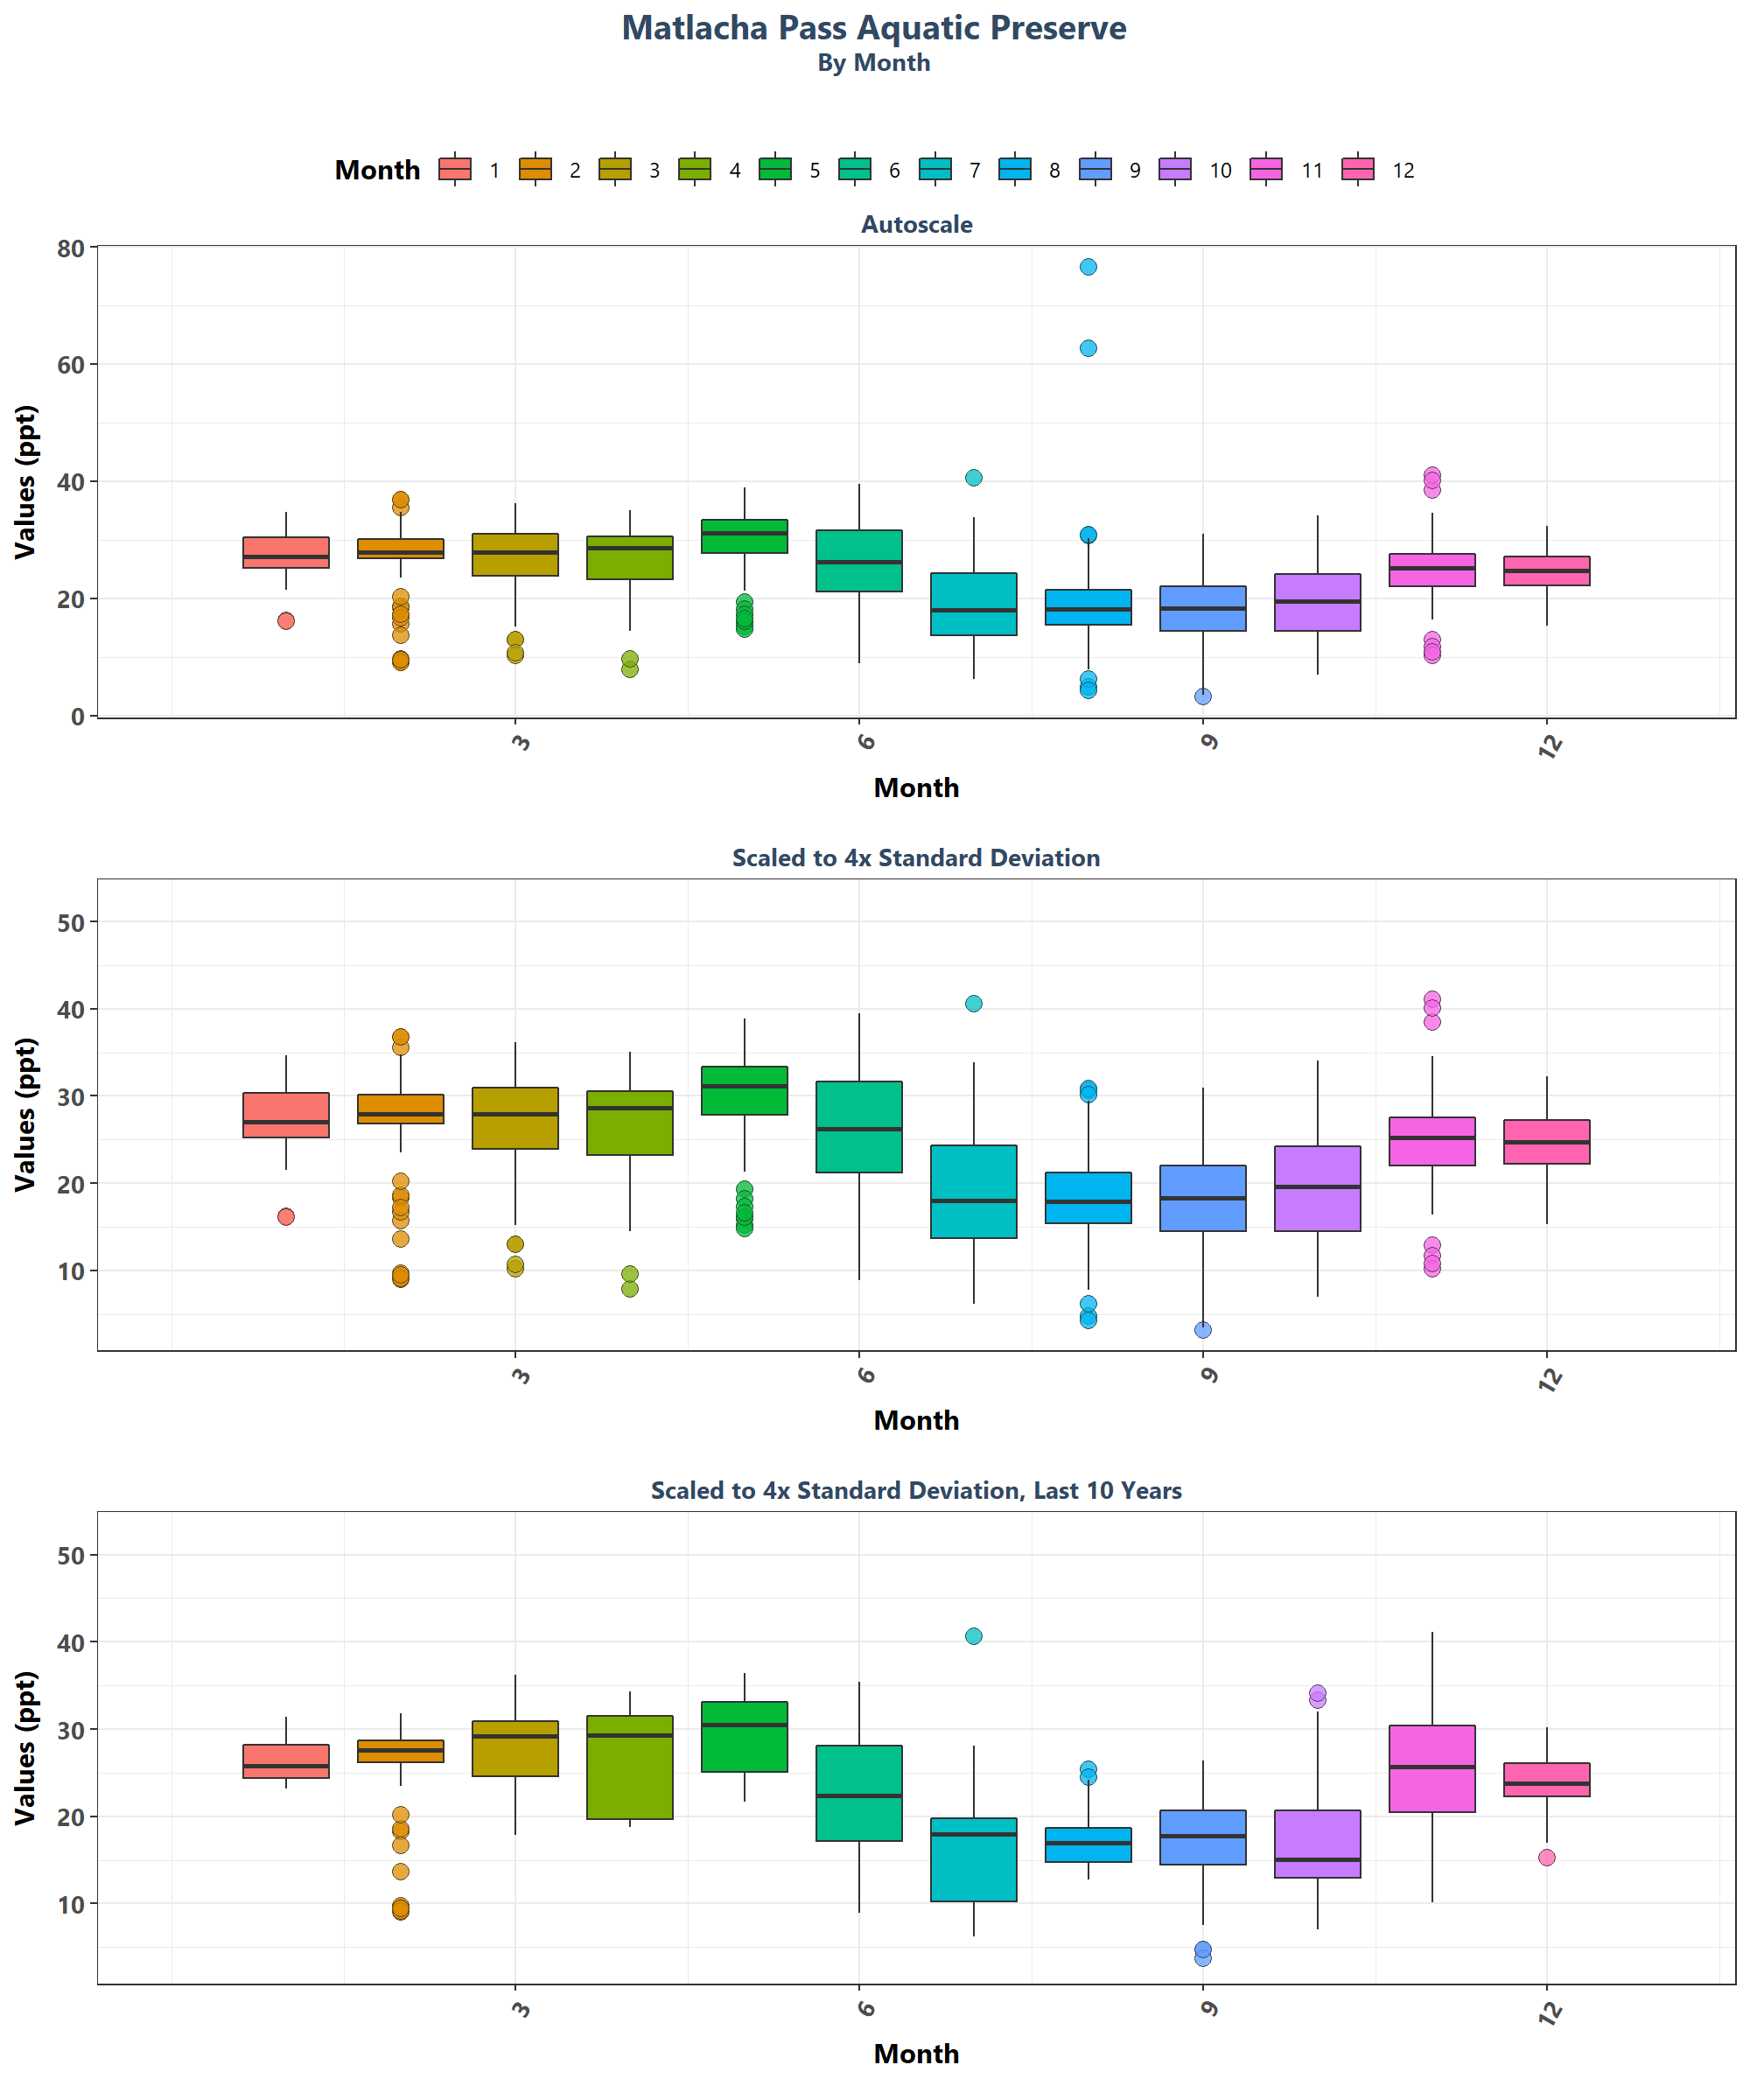 Matlacha Pass Aquatic Preserve
By Month
Month 1 2 3 4 5 6 7 8 9 10 11 12
Autoscale
Values (ppt)
80
60
40
20
0
3 6 9 12
Month
Scaled to 4x Standard Deviation
Values (ppt)
50
40
30
20
10
3 6 9 12
Month
Scaled to 4x Standard Deviation, Last 10 Years
Values (ppt)
50
40
30
20
10
3 6 9 12
Month